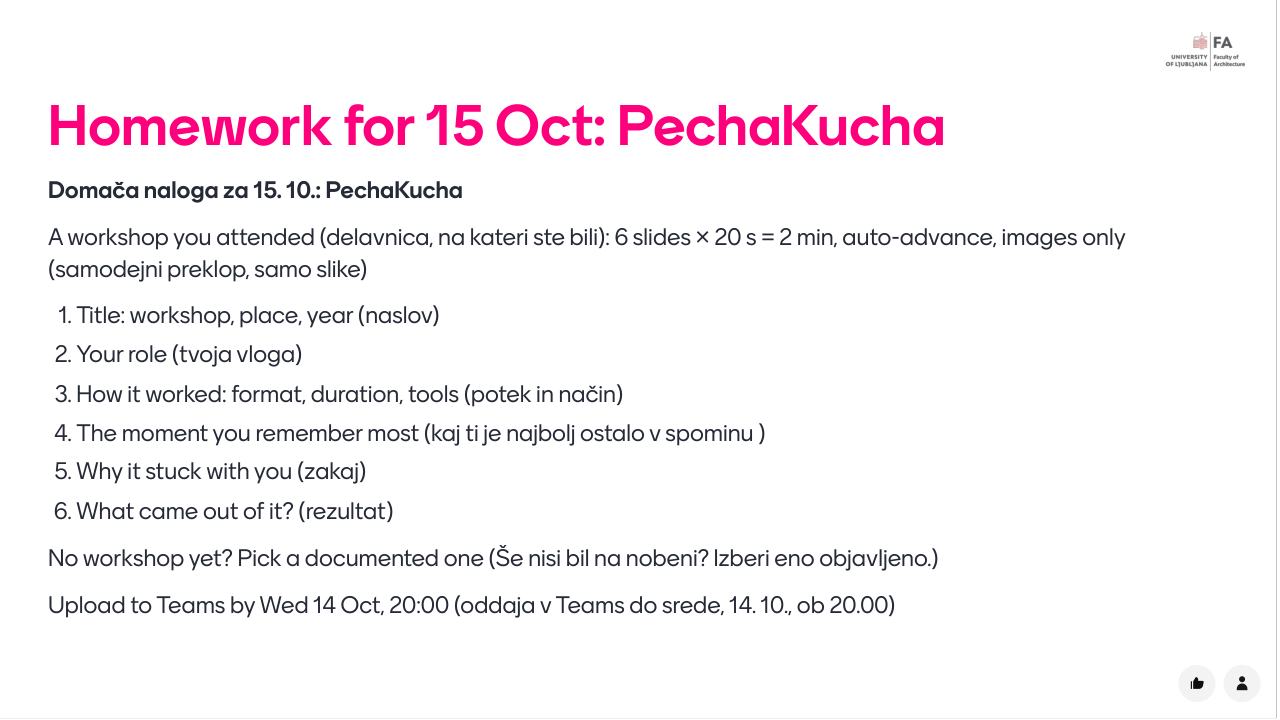 UNIVERSITY
OF LJUBLJANA
FA
Faculty of
Architecture
Homework for 15 Oct: PechaKucha
Domača naloga za 15. 10.: PechaKucha
A workshop you attended (delavnica, na kateri ste bili): 6 slides × 20 s = 2 min, auto-advance, images only
(samodejni preklop, samo slike)
1. Title: workshop, place, year (naslov)
2. Your role (tvoja vloga)
3. How it worked: format, duration, tools (potek in način)
4. The moment you remember most (kaj ti je najbolj ostalo v spominu )
5. Why it stuck with you (zakaj)
6. What came out of it? (rezultat)
No workshop yet? Pick a documented one (Še nisi bil na nobeni? Izberi eno objavljeno.)
Upload to Teams by Wed 14 Oct, 20:00 (oddaja v Teams do srede, 14. 10., ob 20.00)